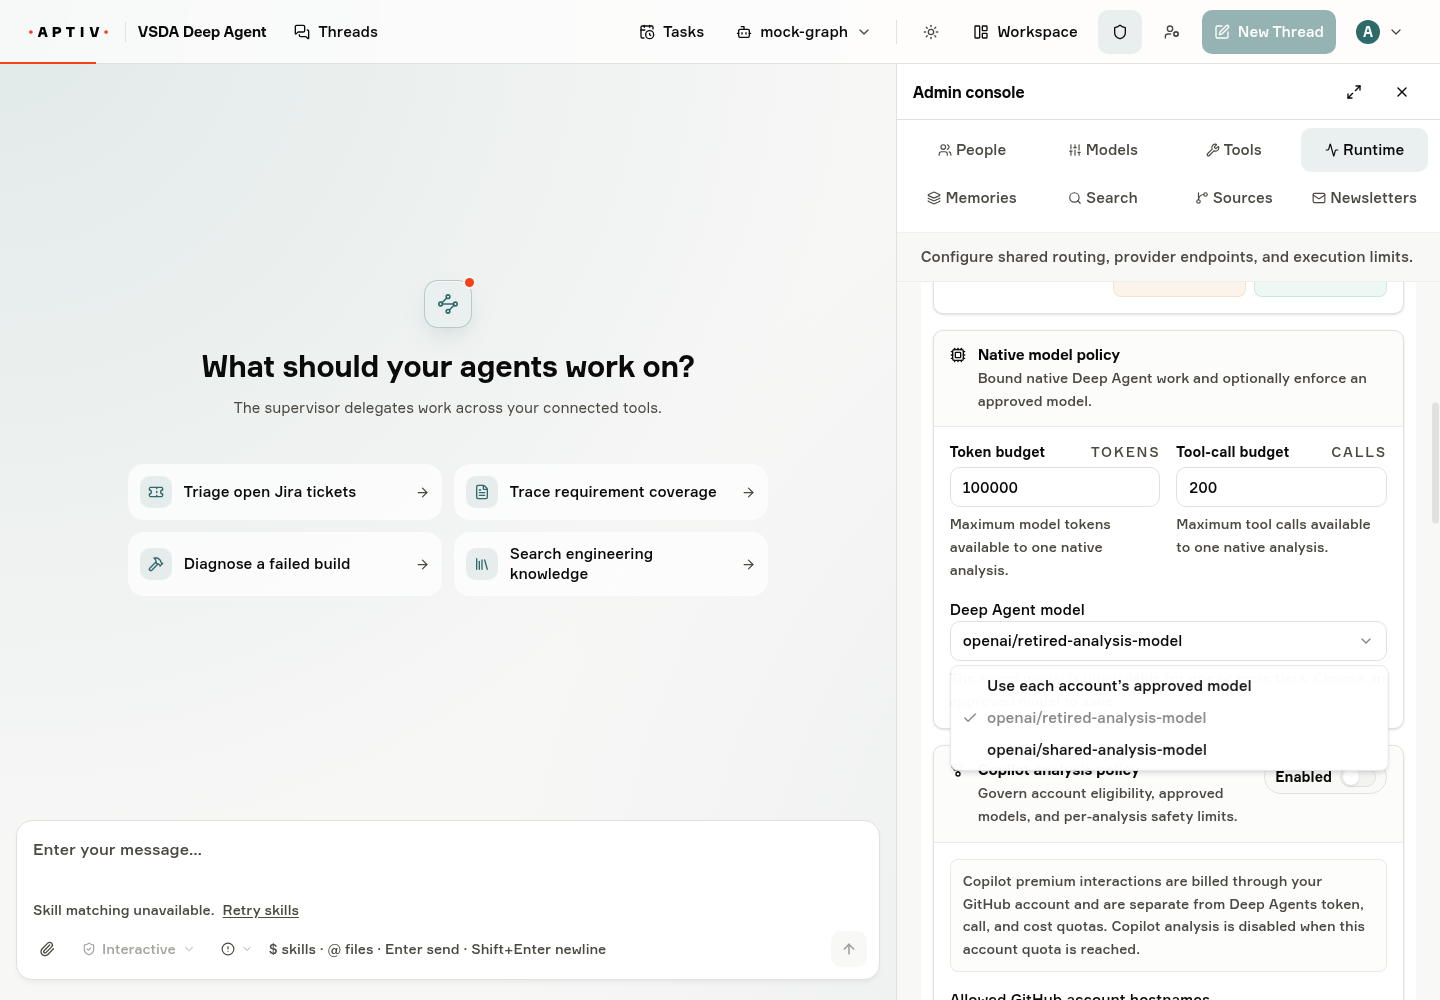 APTIV
VSDA Deep Agent
Threads
Tasks
mock-graph
Workspace
New Thread
A
Admin console
People
Models
Tools
Runtime
Memories
Search
Sources
Newsletters
Configure shared routing, provider endpoints, and execution limits.
Native model policy
Bound native Deep Agent work and optionally enforce an
approved model.
Token budget
TOKENS
Tool-call budget
CALLS
100000
200
Maximum model tokens
available to one native
analysis.
Maximum tool calls available
to one native analysis.
Deep Agent model
openai/retired-analysis-model
Use each account's approved model
openai/retired-analysis-model
openai/shared-analysis-model
Copilot analysis policy
Enabled
Govern account eligibility, approved
models, and per-analysis safety limits.
Copilot premium interactions are billed through your
GitHub account and are separate from Deep Agents token,
call, and cost quotas. Copilot analysis is disabled when this
account quota is reached.
Allowed GitHub account hostnames
What should your agents work on?
The supervisor delegates work across your connected tools.
Triage open Jira tickets
Trace requirement coverage
Diagnose a failed build
Search engineering
knowledge
Enter your message...
Skill matching unavailable. Retry skills
Interactive
$ skills · @ files · Enter send · Shift+Enter newline